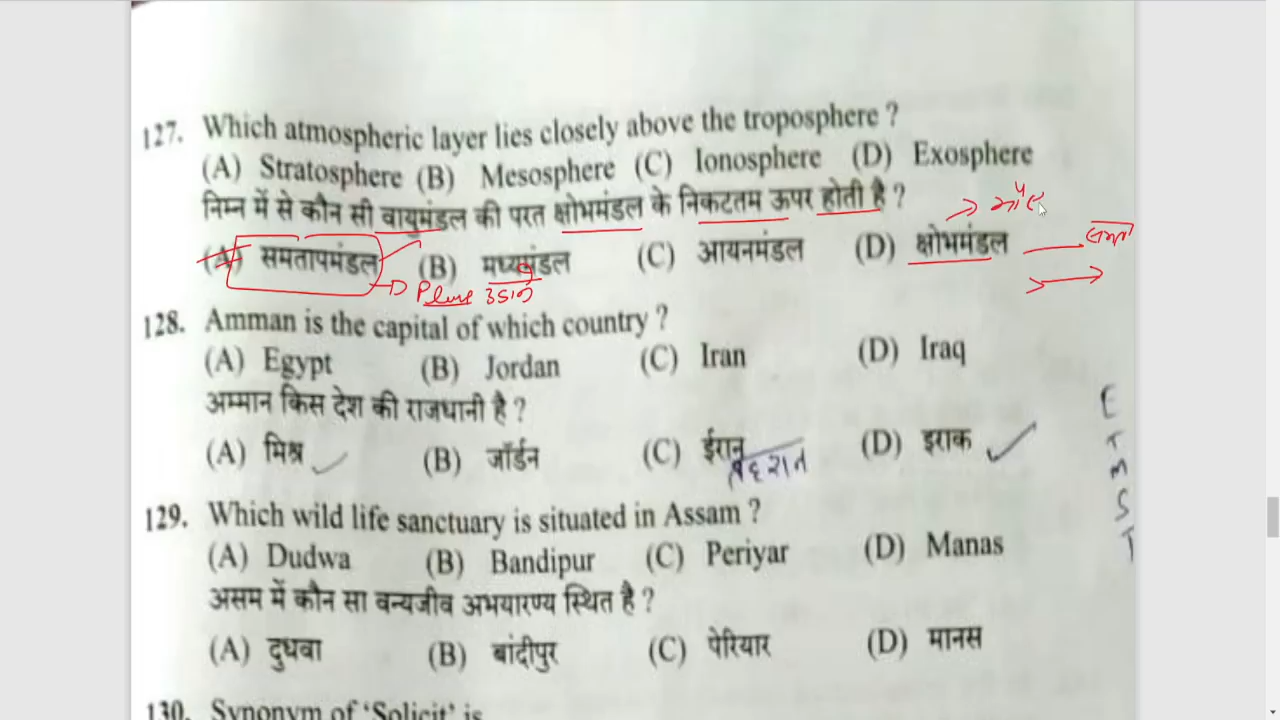 127. Which atmospheric layer lies closely above the troposphere ?
(A) Stratosphere (B) Mesosphere (C) Ionosphere (D) Exosphere
निम्न में से कौन सी वायुमंडल की परत क्षोभमंडल के निकटतम ऊपर होती है ?
(A) समतापमंडल (B) मध्यमंडल (C) आयनमंडल (D) क्षोभमंडल
Plane
128. Amman is the capital of which country ?
(A) Egypt (B) Jordan (C) Iran (D) Iraq
अम्मान किस देश की राजधानी है ?
(A) मिश्र (B) जॉर्डन (C) ईरान (D) इराक
129. Which wild life sanctuary is situated in Assam ?
(A) Dudwa (B) Bandipur (C) Periyar (D) Manas
असम में कौन सा वन्यजीव अभयारण्य स्थित है ?
(A) दुधवा (B) बांदीपुर (C) पेरियार (D) मानस
130. Synonym of ‘Solicit’ is
E
T
M
S
T